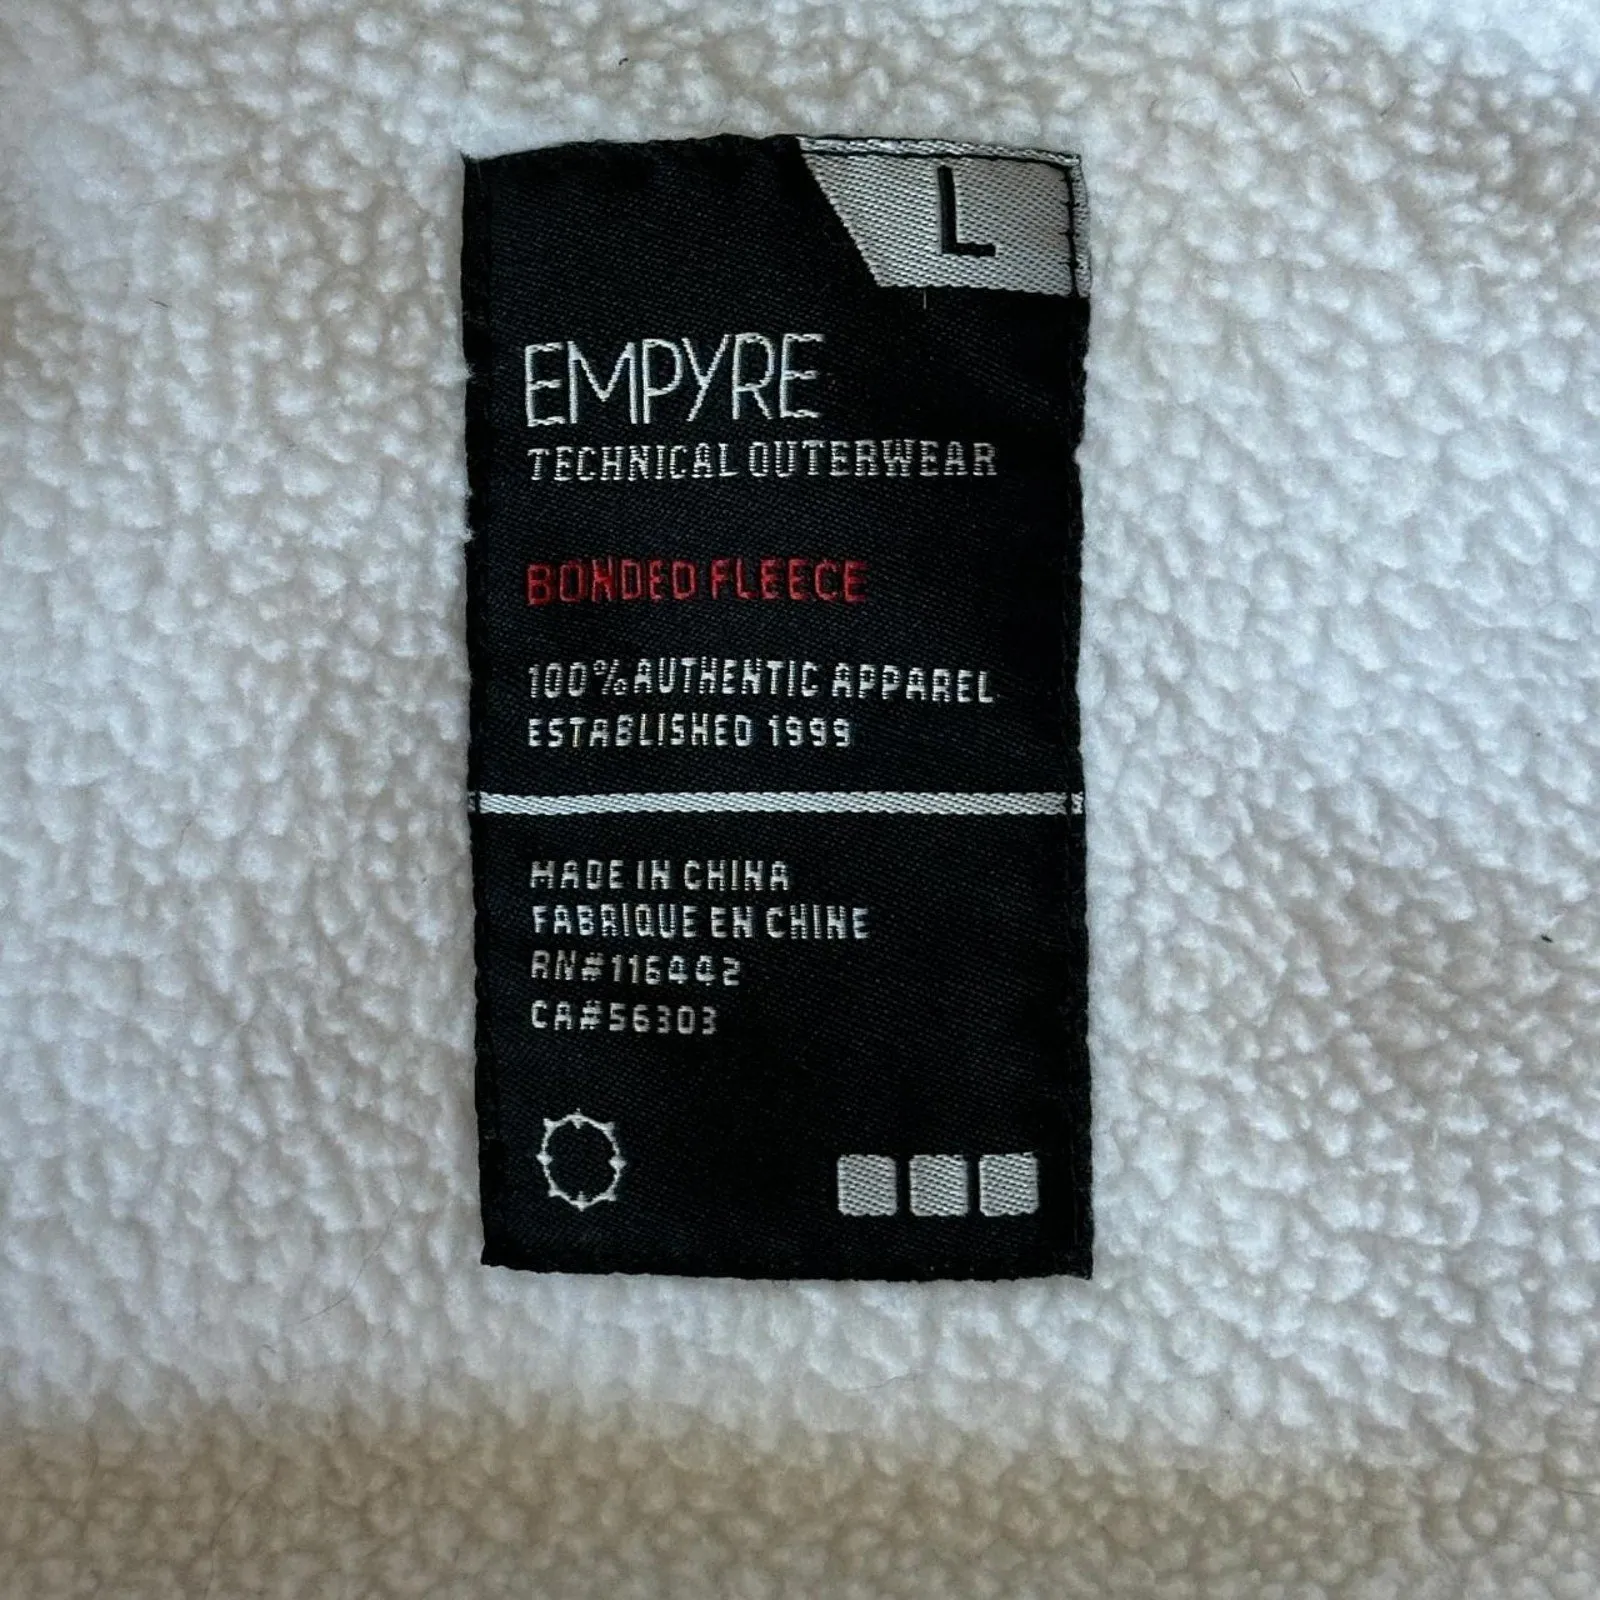 L
EMPYRE
TECHNICAL OUTERWEAR
BONDED FLEECE
100% AUTHENTIC APPAREL
ESTABLISHED 1999
MADE IN CHINA
FABRIQUE EN CHINE
RN#116442
CA#56303